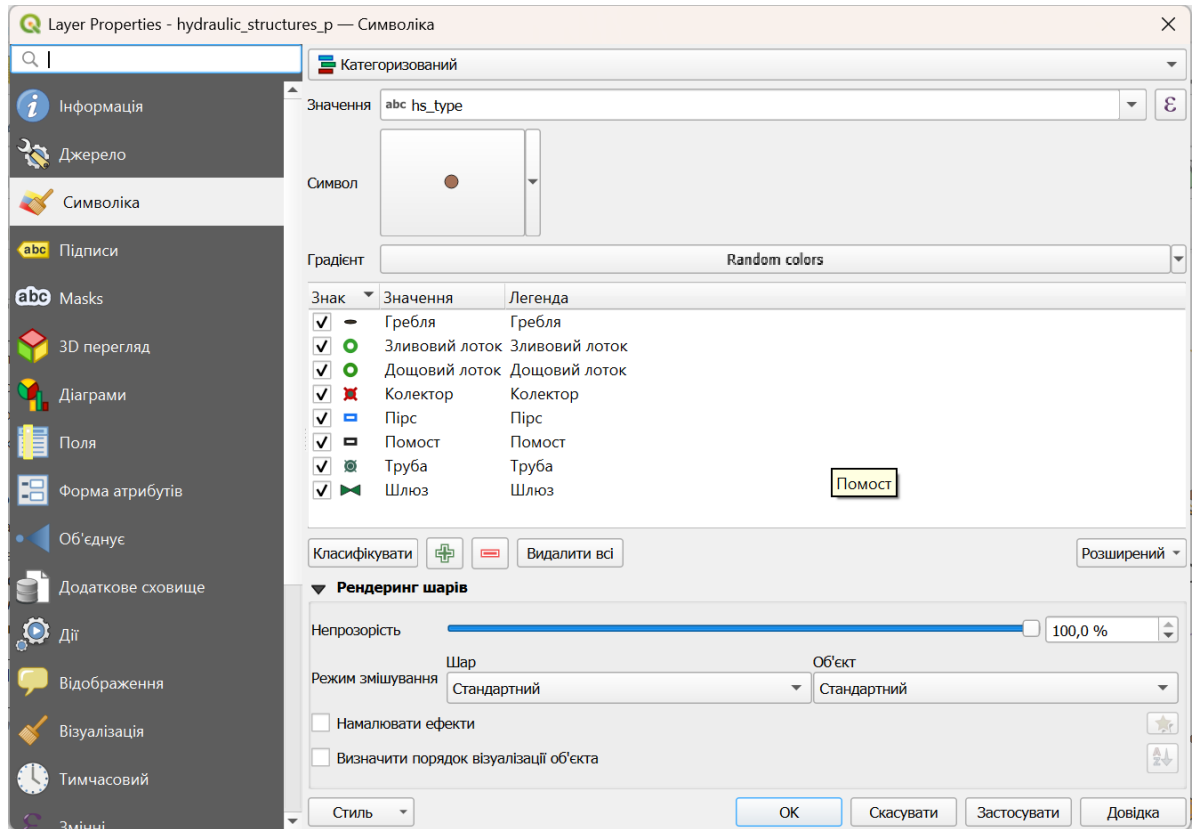 Layer Properties - hydraulic_structures_p — Символіка
Категоризований
Інформація
Джерело
Символіка
abc Підписи
abc Masks
3D перегляд
Діаграми
Поля
Форма атрибутів
Об'єднує
Додаткове сховище
Дії
Відображення
Візуалізація
Тимчасовий
Змінні
Значення abc hs_type ε
Символ
Градієнт Random colors
Знак Значення Легенда
Гребля Гребля
Зливовий лоток Зливовий лоток
Дощовий лоток Дощовий лоток
Колектор Колектор
Пірс Пірс
Помост Помост
Труба Труба
Шлюз Шлюз
Помост
Класифікувати Видалити всі Розширений
Рендеринг шарів
Непрозорість 100,0 %
Шар Об'єкт
Режим змішування Стандартний Стандартний
Намалювати ефекти
Визначити порядок візуалізації об'єкта
Стиль OK Скасувати Застосувати Довідка